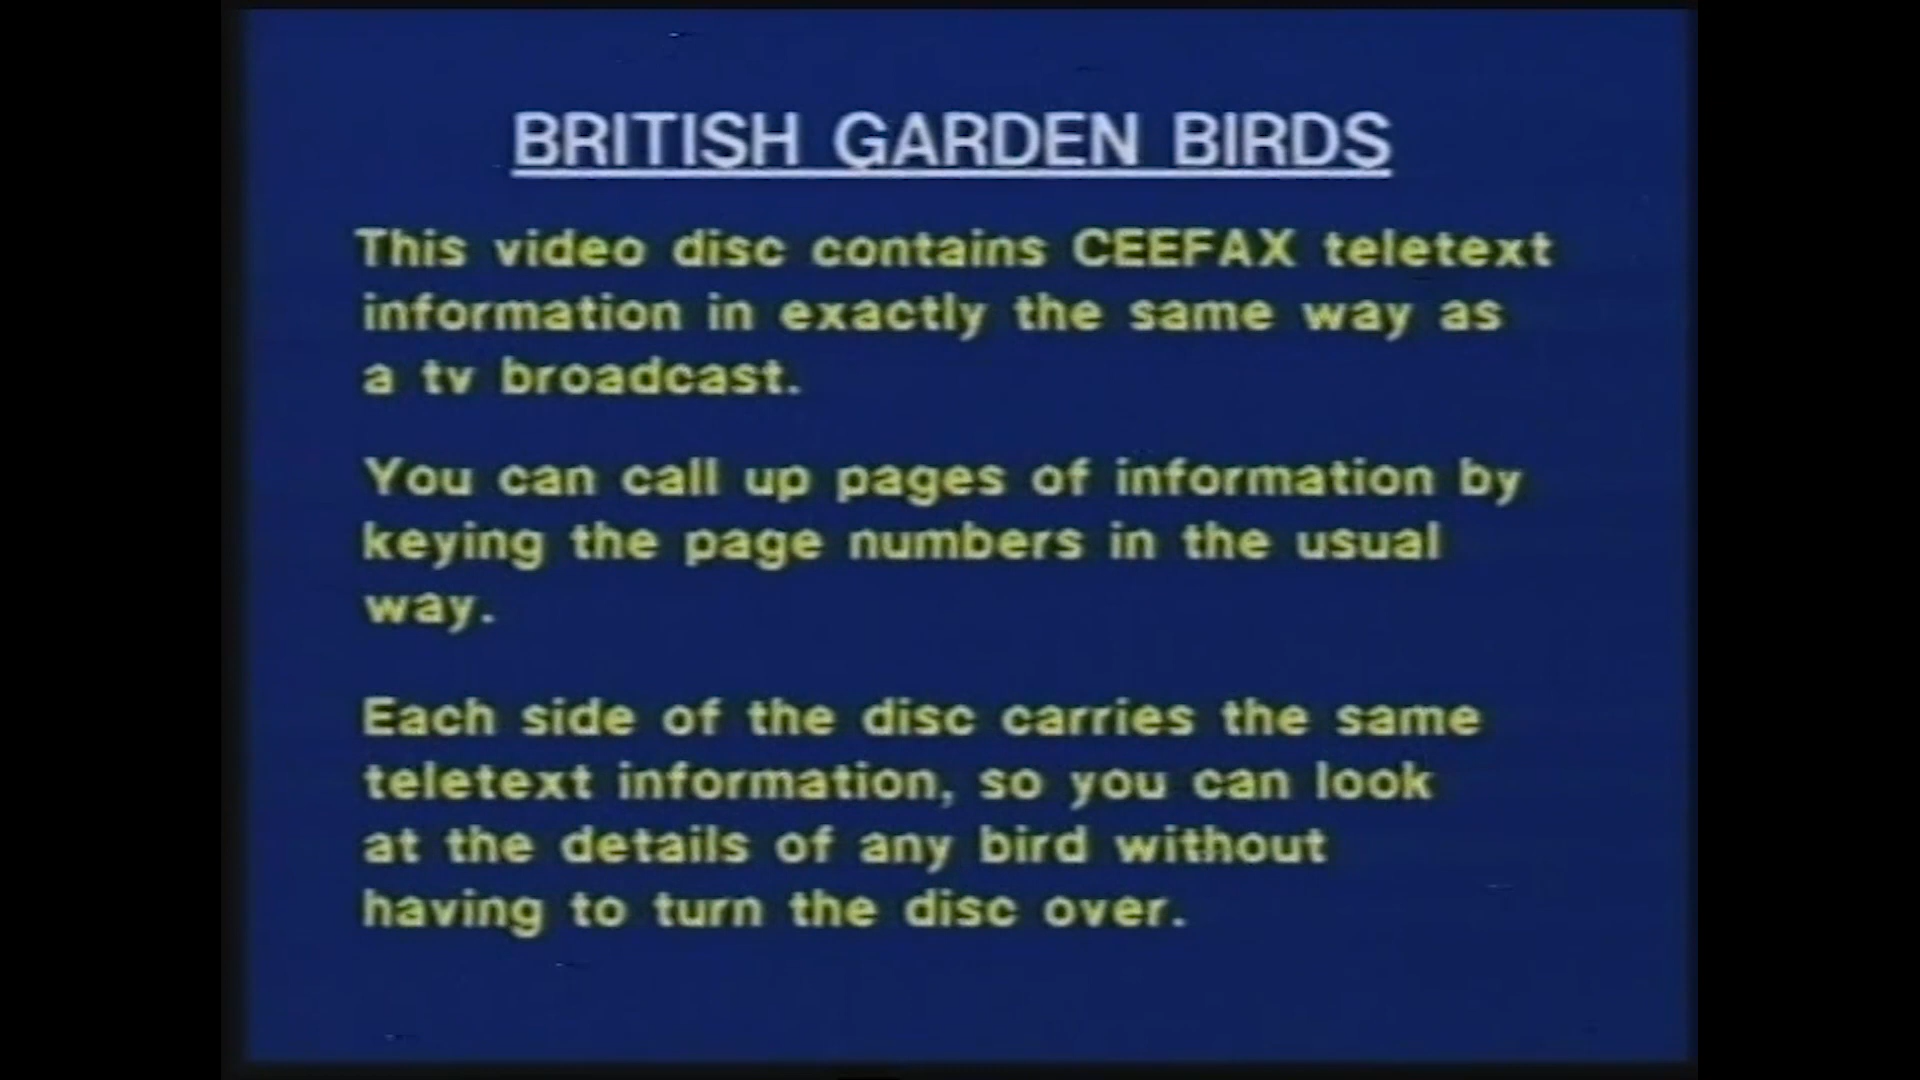 BRITISH GARDEN BIRDS
This video disc contains CEEFAX teletext
information in exactly the same way as
a tv broadcast.
You can call up pages of information by
keying the page numbers in the usual
way.
Each side of the disc carries the same
teletext information, so you can look
at the details of any bird without
having to turn the disc over.